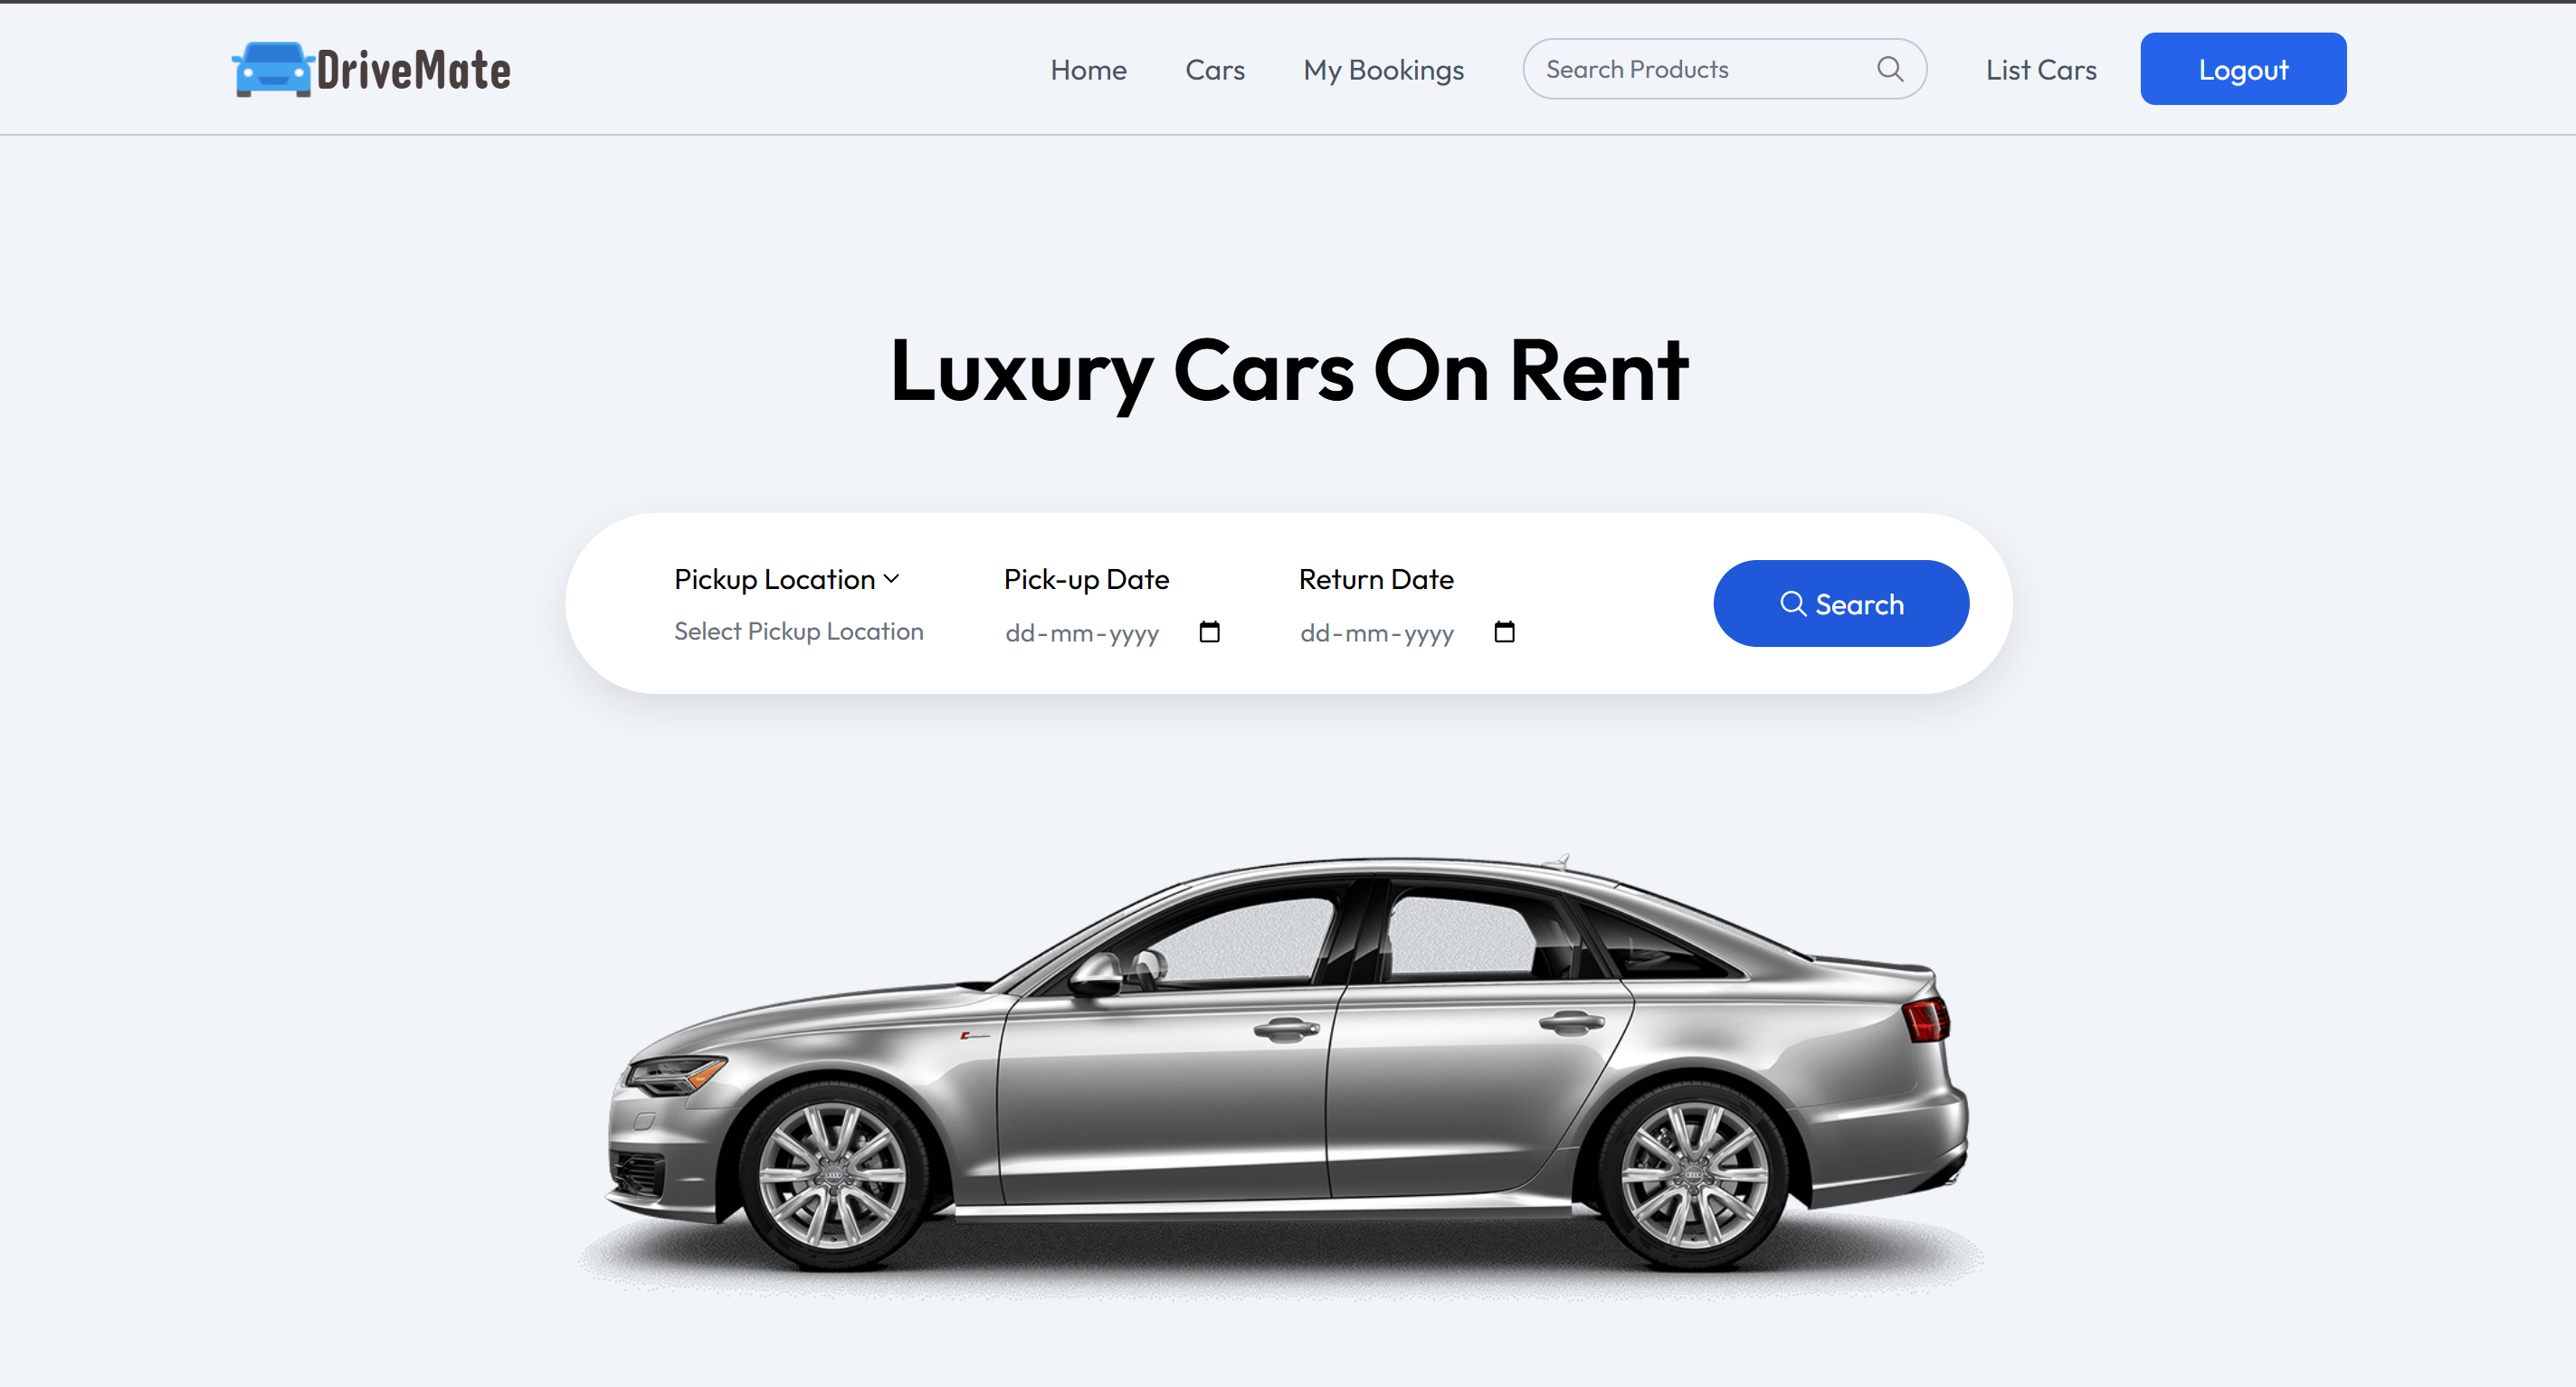 DriveMate
Home
Cars
My Bookings
Search Products
List Cars
Logout
Luxury Cars On Rent
Pickup Location
Select Pickup Location
Pick-up Date
dd-mm-yyyy
Return Date
dd-mm-yyyy
Search